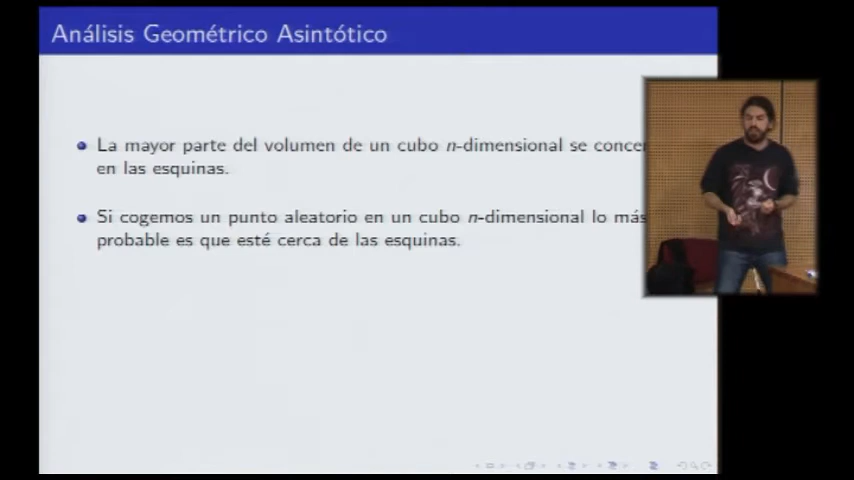 Análisis Geométrico Asintótico
La mayor parte del volumen de un cubo n-dimensional se
en las esquinas.
Si cogemos un punto aleatorio en un cubo n-dimensional lo más
probable es que esté cerca de las esquinas.